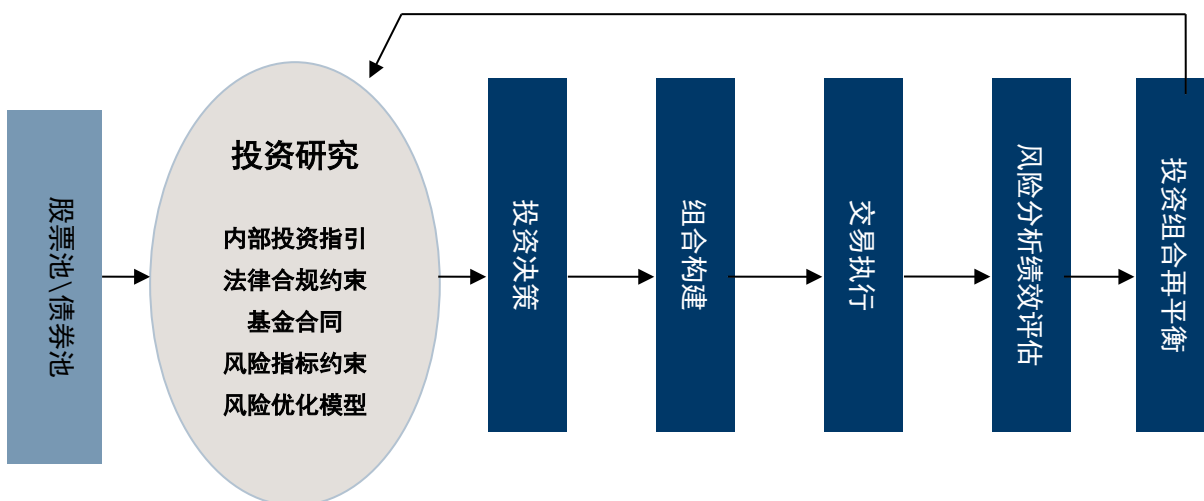 股票池\债券池
投资研究
内部投资指引
法律合规约束
基金合同
风险指标约束
风险优化模型
投资决策
组合构建
交易执行
风险分析绩效评估
投资组合再平衡